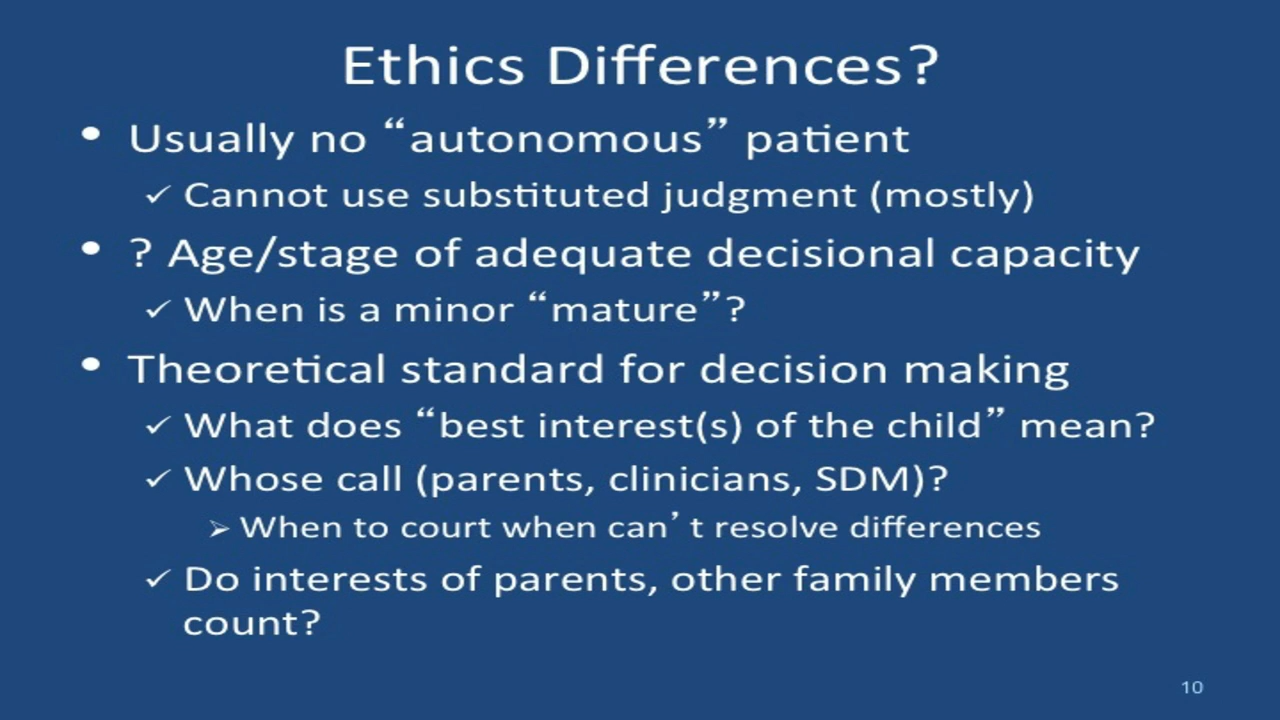 Ethics Differences?
• Usually no “autonomous” patient
✓ Cannot use substituted judgment (mostly)
• ? Age/stage of adequate decisional capacity
✓ When is a minor “mature”?
• Theoretical standard for decision making
✓ What does “best interest(s) of the child” mean?
✓ Whose call (parents, clinicians, SDM)?
➢ When to court when can’ t resolve differences
✓ Do interests of parents, other family members
count?
10